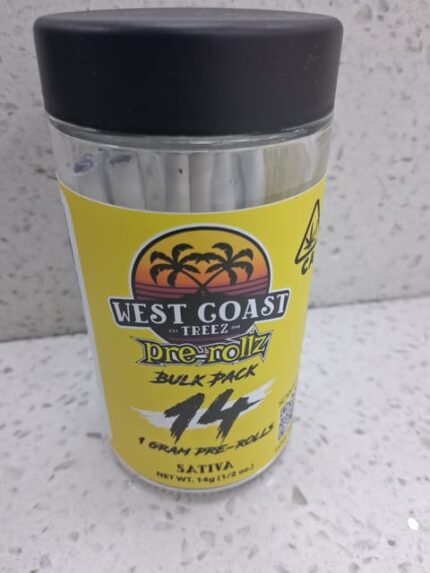 WEST COAST
TREEZ
Pre-rollz
BULK PACK
14
1 GRAM PRE-ROLLS
SATIVA
NET WT. 14g (1/2 oz.)